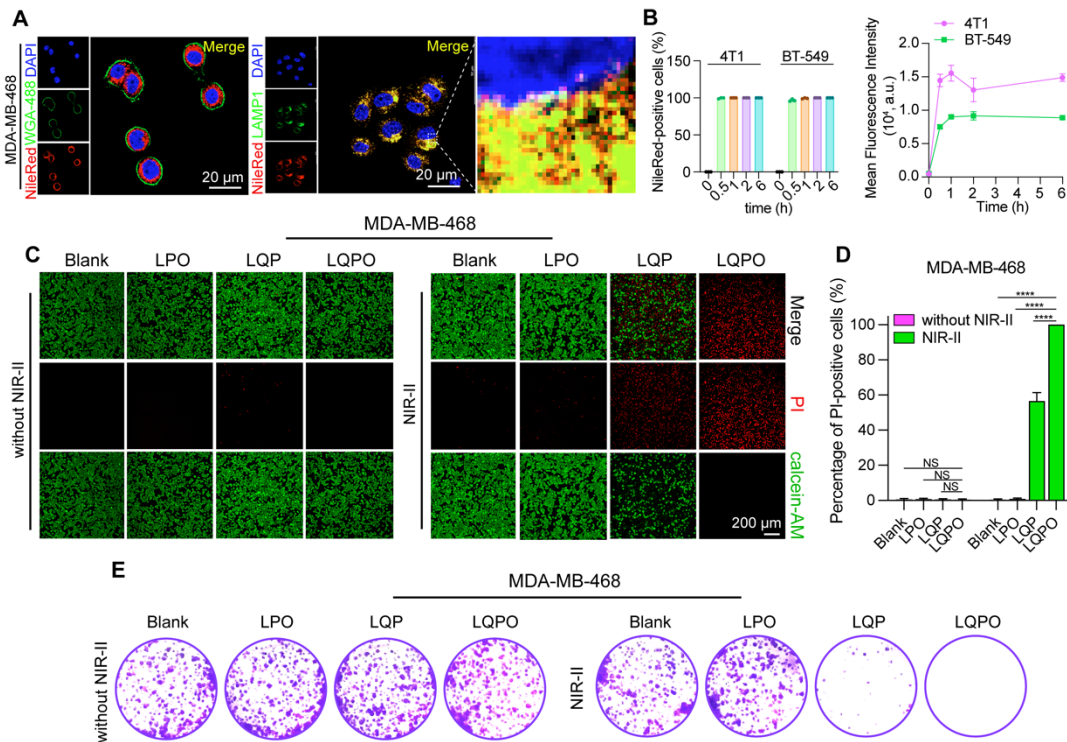 A
MDA-MB-468
NileRed WGA-488 DAPI
Merge
20 µm
NileRed LAMP1 DAPI
Merge
20 µm
B
NileRed-positive cells (%)
150
100
50
0
4T1
BT-549
0 0.5 1 2 6 0 0.5 1 2 6
time (h)
Mean Fluorescence Intensity
(10⁴, a.u.)
4T1
BT-549
2.0
1.5
1.0
0.5
0.0
0 1 2 3 4 5 6
Time (h)
MDA-MB-468
C
Blank LPO LQP LQPO
without NIR-II
Blank LPO LQP LQPO
NIR-II
Merge
PI
calcein-AM
200 µm
D
MDA-MB-468
Percentage of PI-positive cells (%)
****
****
****
without NIR-II
NIR-II
100
80
60
40
20
0
NS
NS
NS
Blank LPO LQP LQPO Blank LPO LQP LQPO
E
MDA-MB-468
Blank LPO LQP LQPO
without NIR-II
Blank LPO LQP LQPO
NIR-II